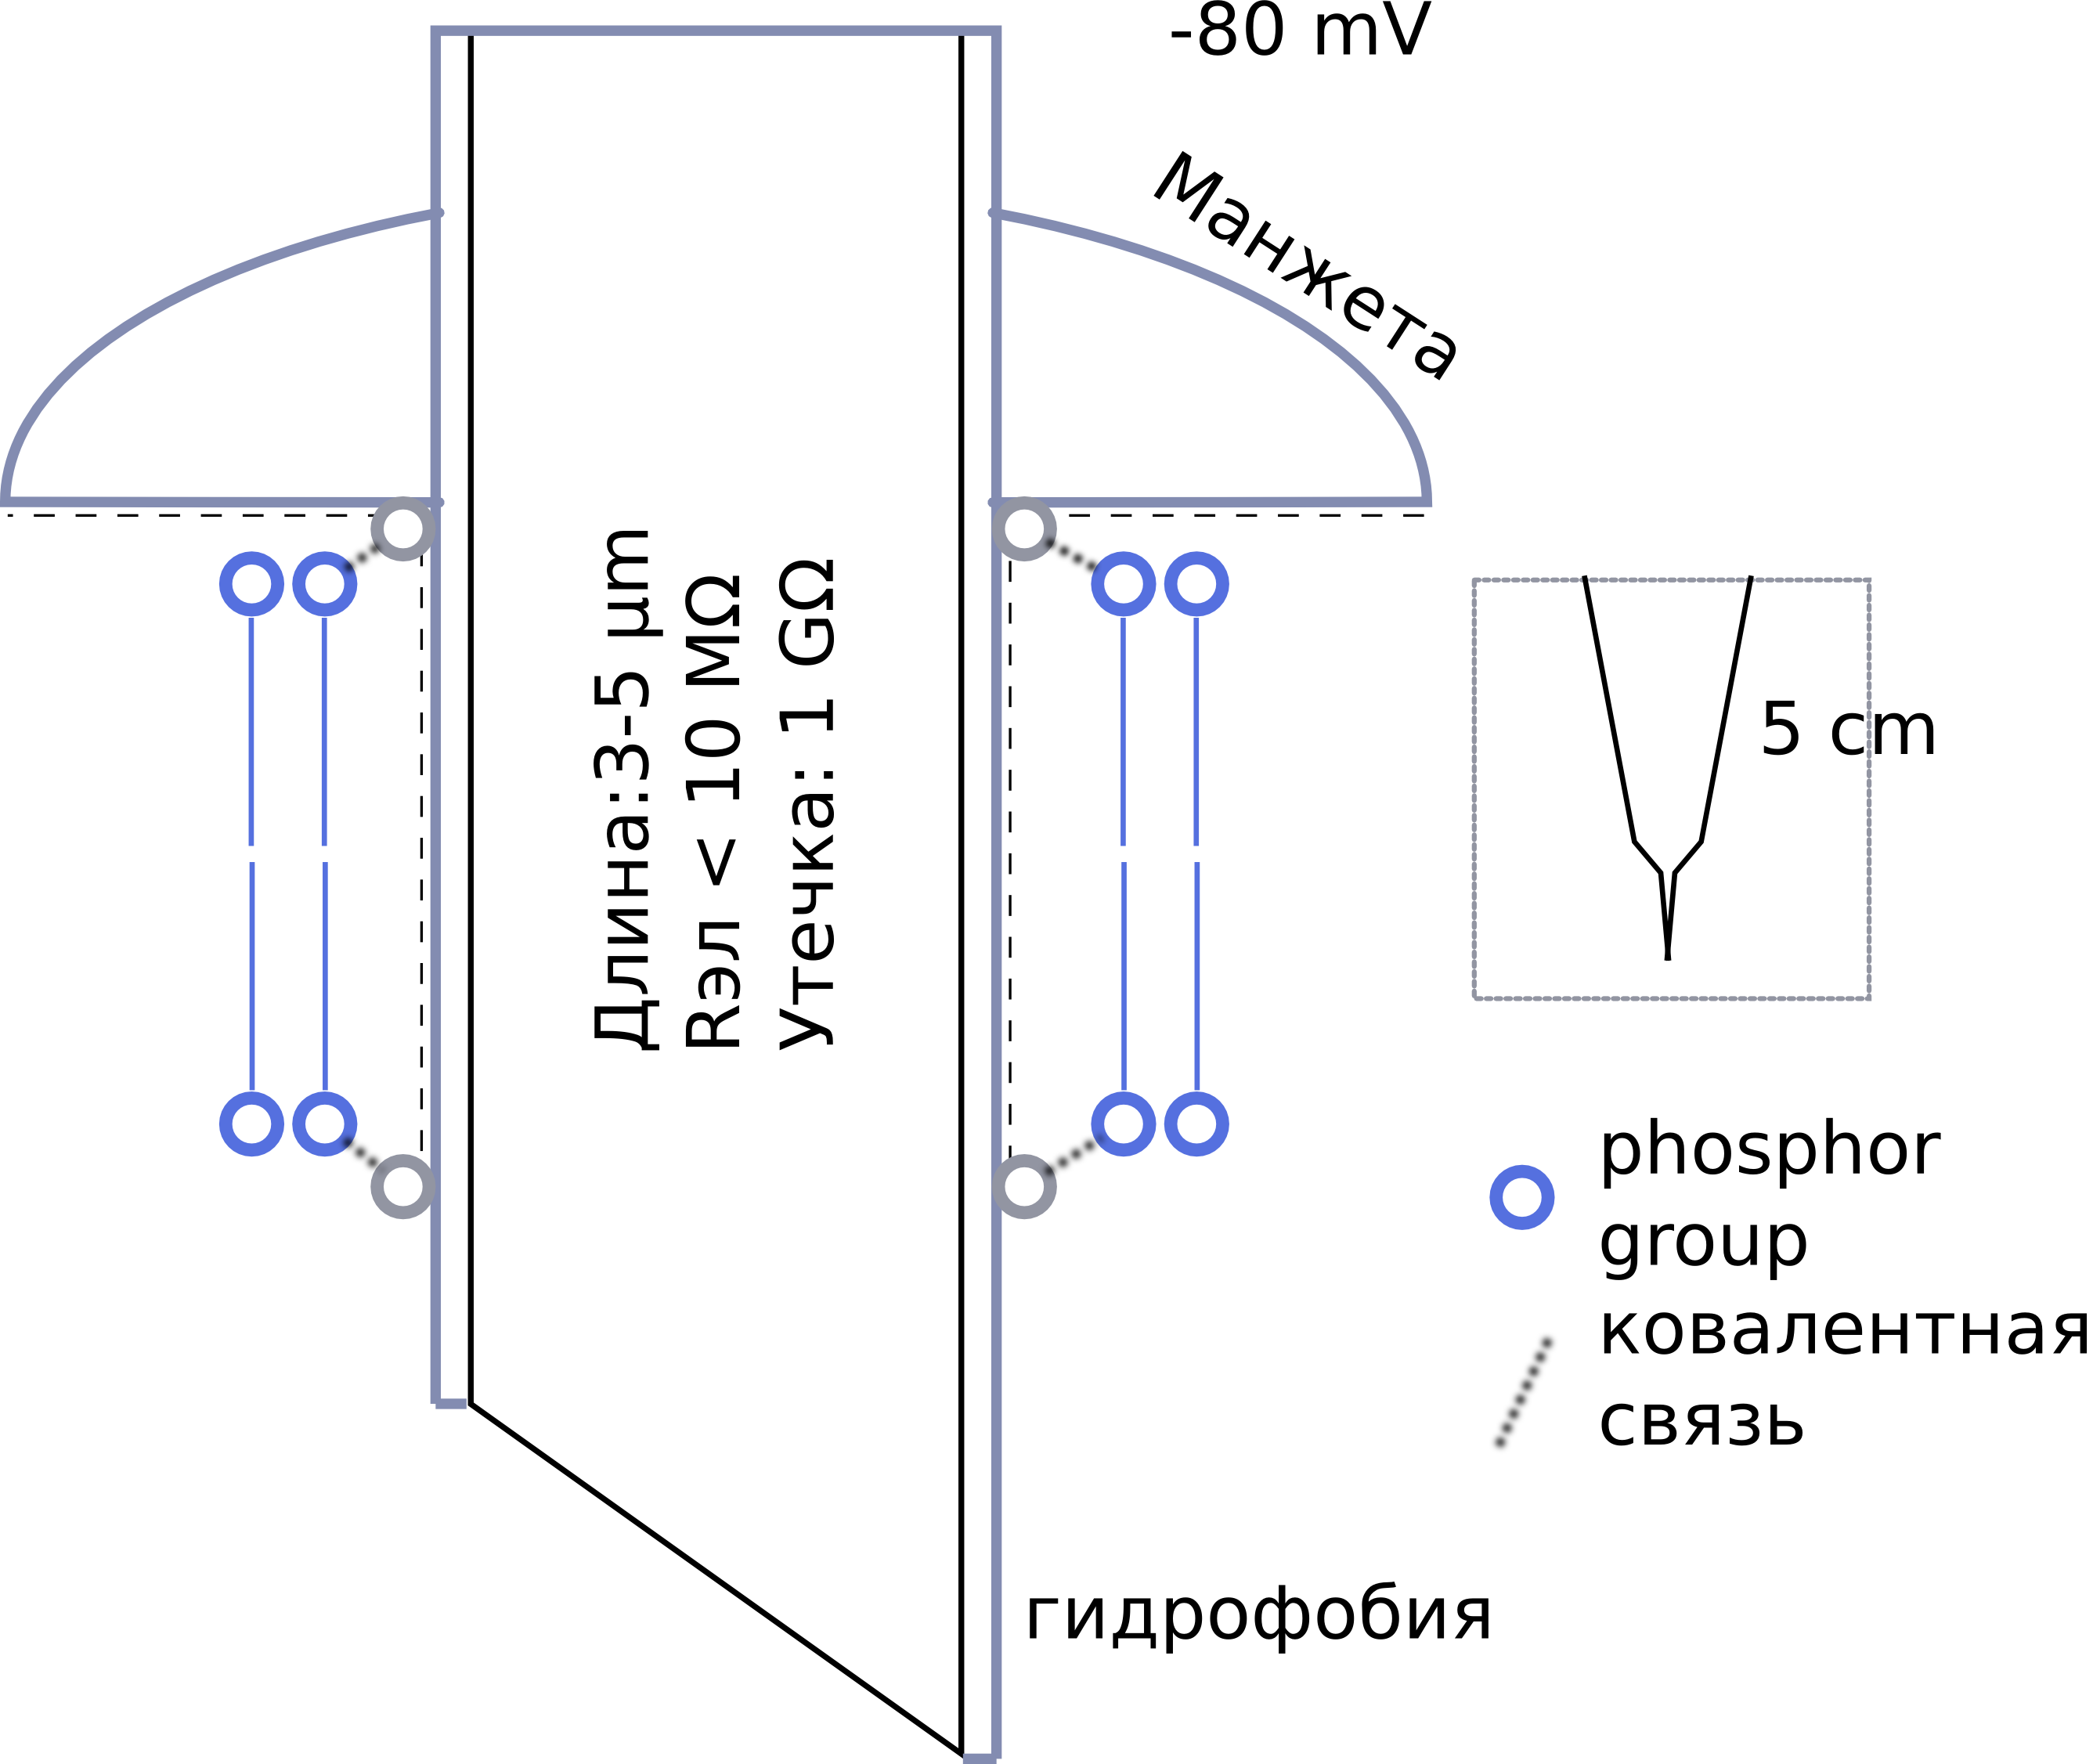 -80 mV
Манжета
Длина:3-5 µm
Rэл < 10 MΩ
утечка: 1 GΩ
5 cm
phosphor
group
ковалентная
связь
гидрофобия